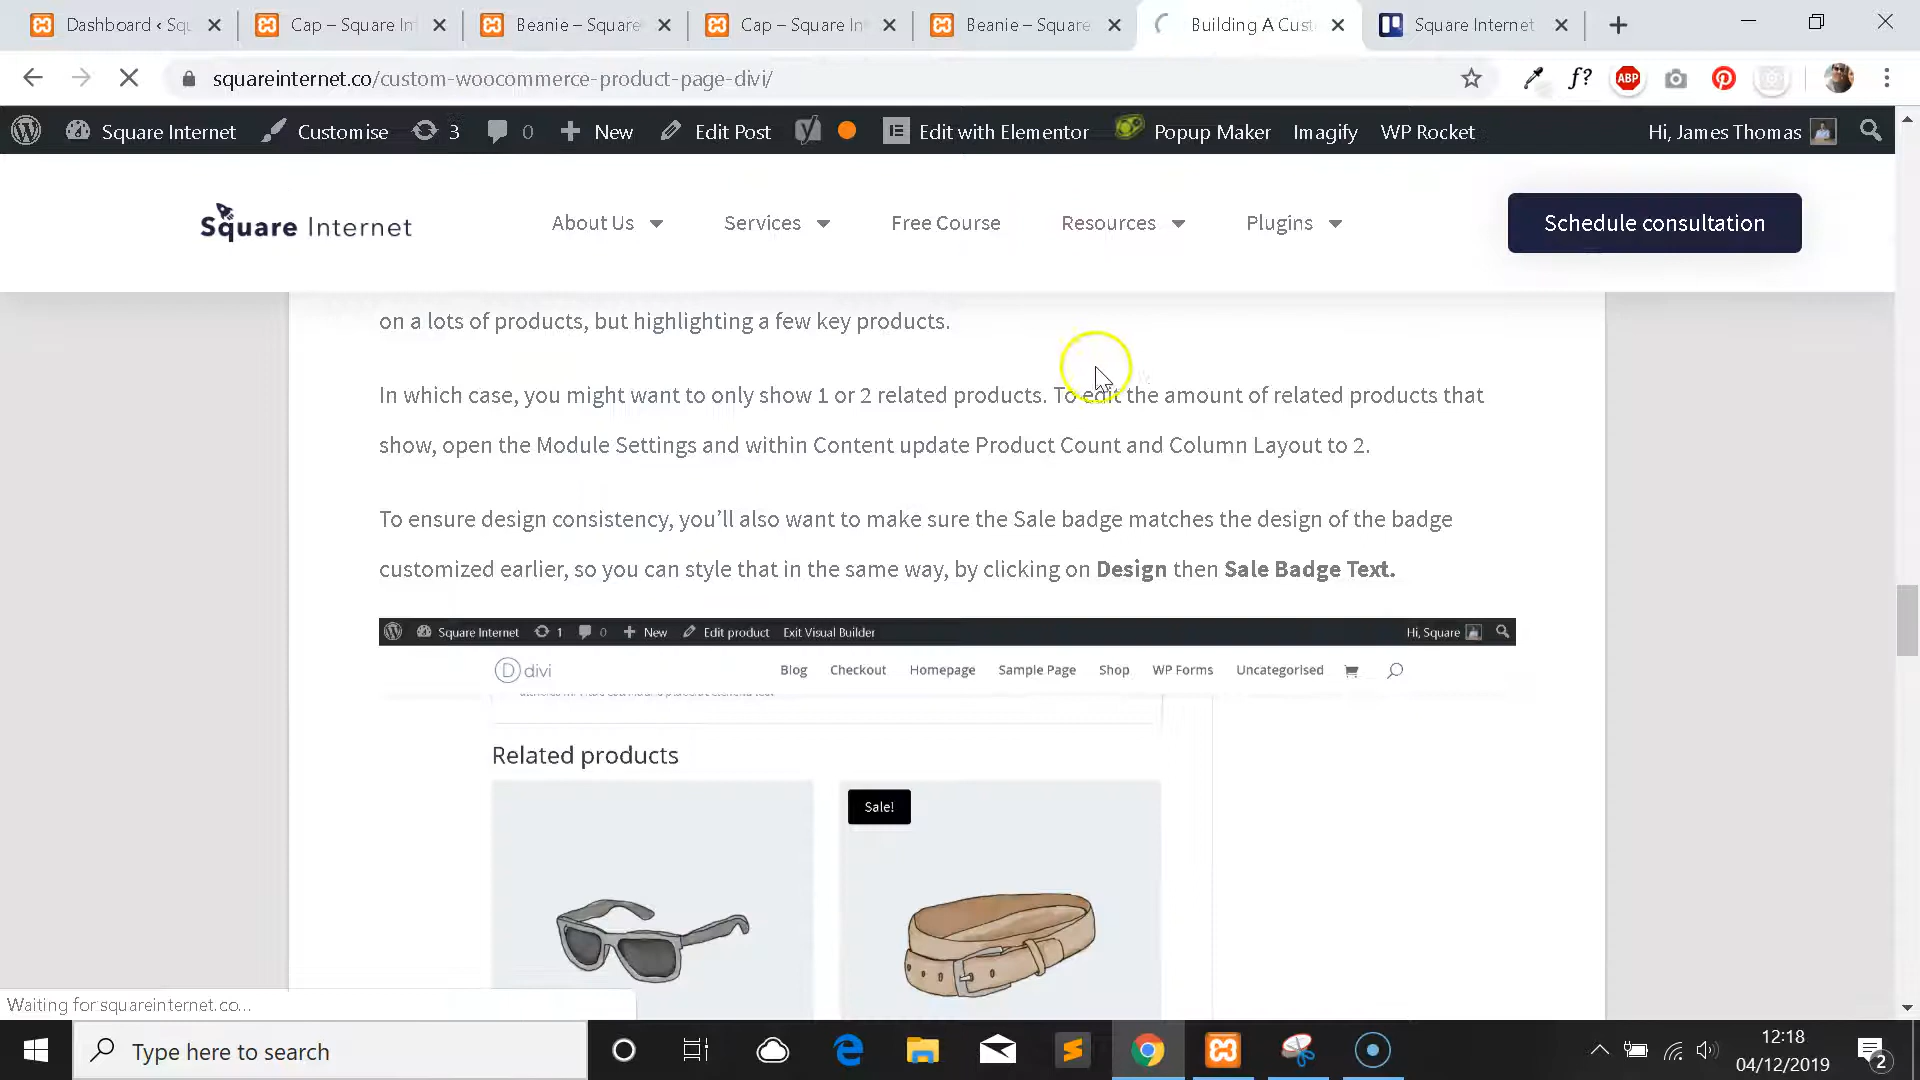 Dashboard ‹ Squ
Cap – Square In
Beanie – Square
Cap – Square In
Beanie – Square
Building A Cust
Square Internet
squareinternet.co/custom-woocommerce-product-page-divi/
f?
ABP
Square Internet
Customise
3
0
New
Edit Post
Edit with Elementor
Popup Maker
Imagify
WP Rocket
Hi, James Thomas
Square Internet
About Us
Services
Free Course
Resources
Plugins
Schedule consultation
on a lots of products, but highlighting a few key products.
In which case, you might want to only show 1 or 2 related products. To edit the amount of related products that
show, open the Module Settings and within Content update Product Count and Column Layout to 2.
To ensure design consistency, you’ll also want to make sure the Sale badge matches the design of the badge
customized earlier, so you can style that in the same way, by clicking on Design then Sale Badge Text.
Square Internet
1
0
New
Edit product
Exit Visual Builder
Hi, Square
D divi
Blog
Checkout
Homepage
Sample Page
Shop
WP Forms
Uncategorised
Related products
Sale!
Waiting for squareinternet.co...
Type here to search
12:18
04/12/2019
2